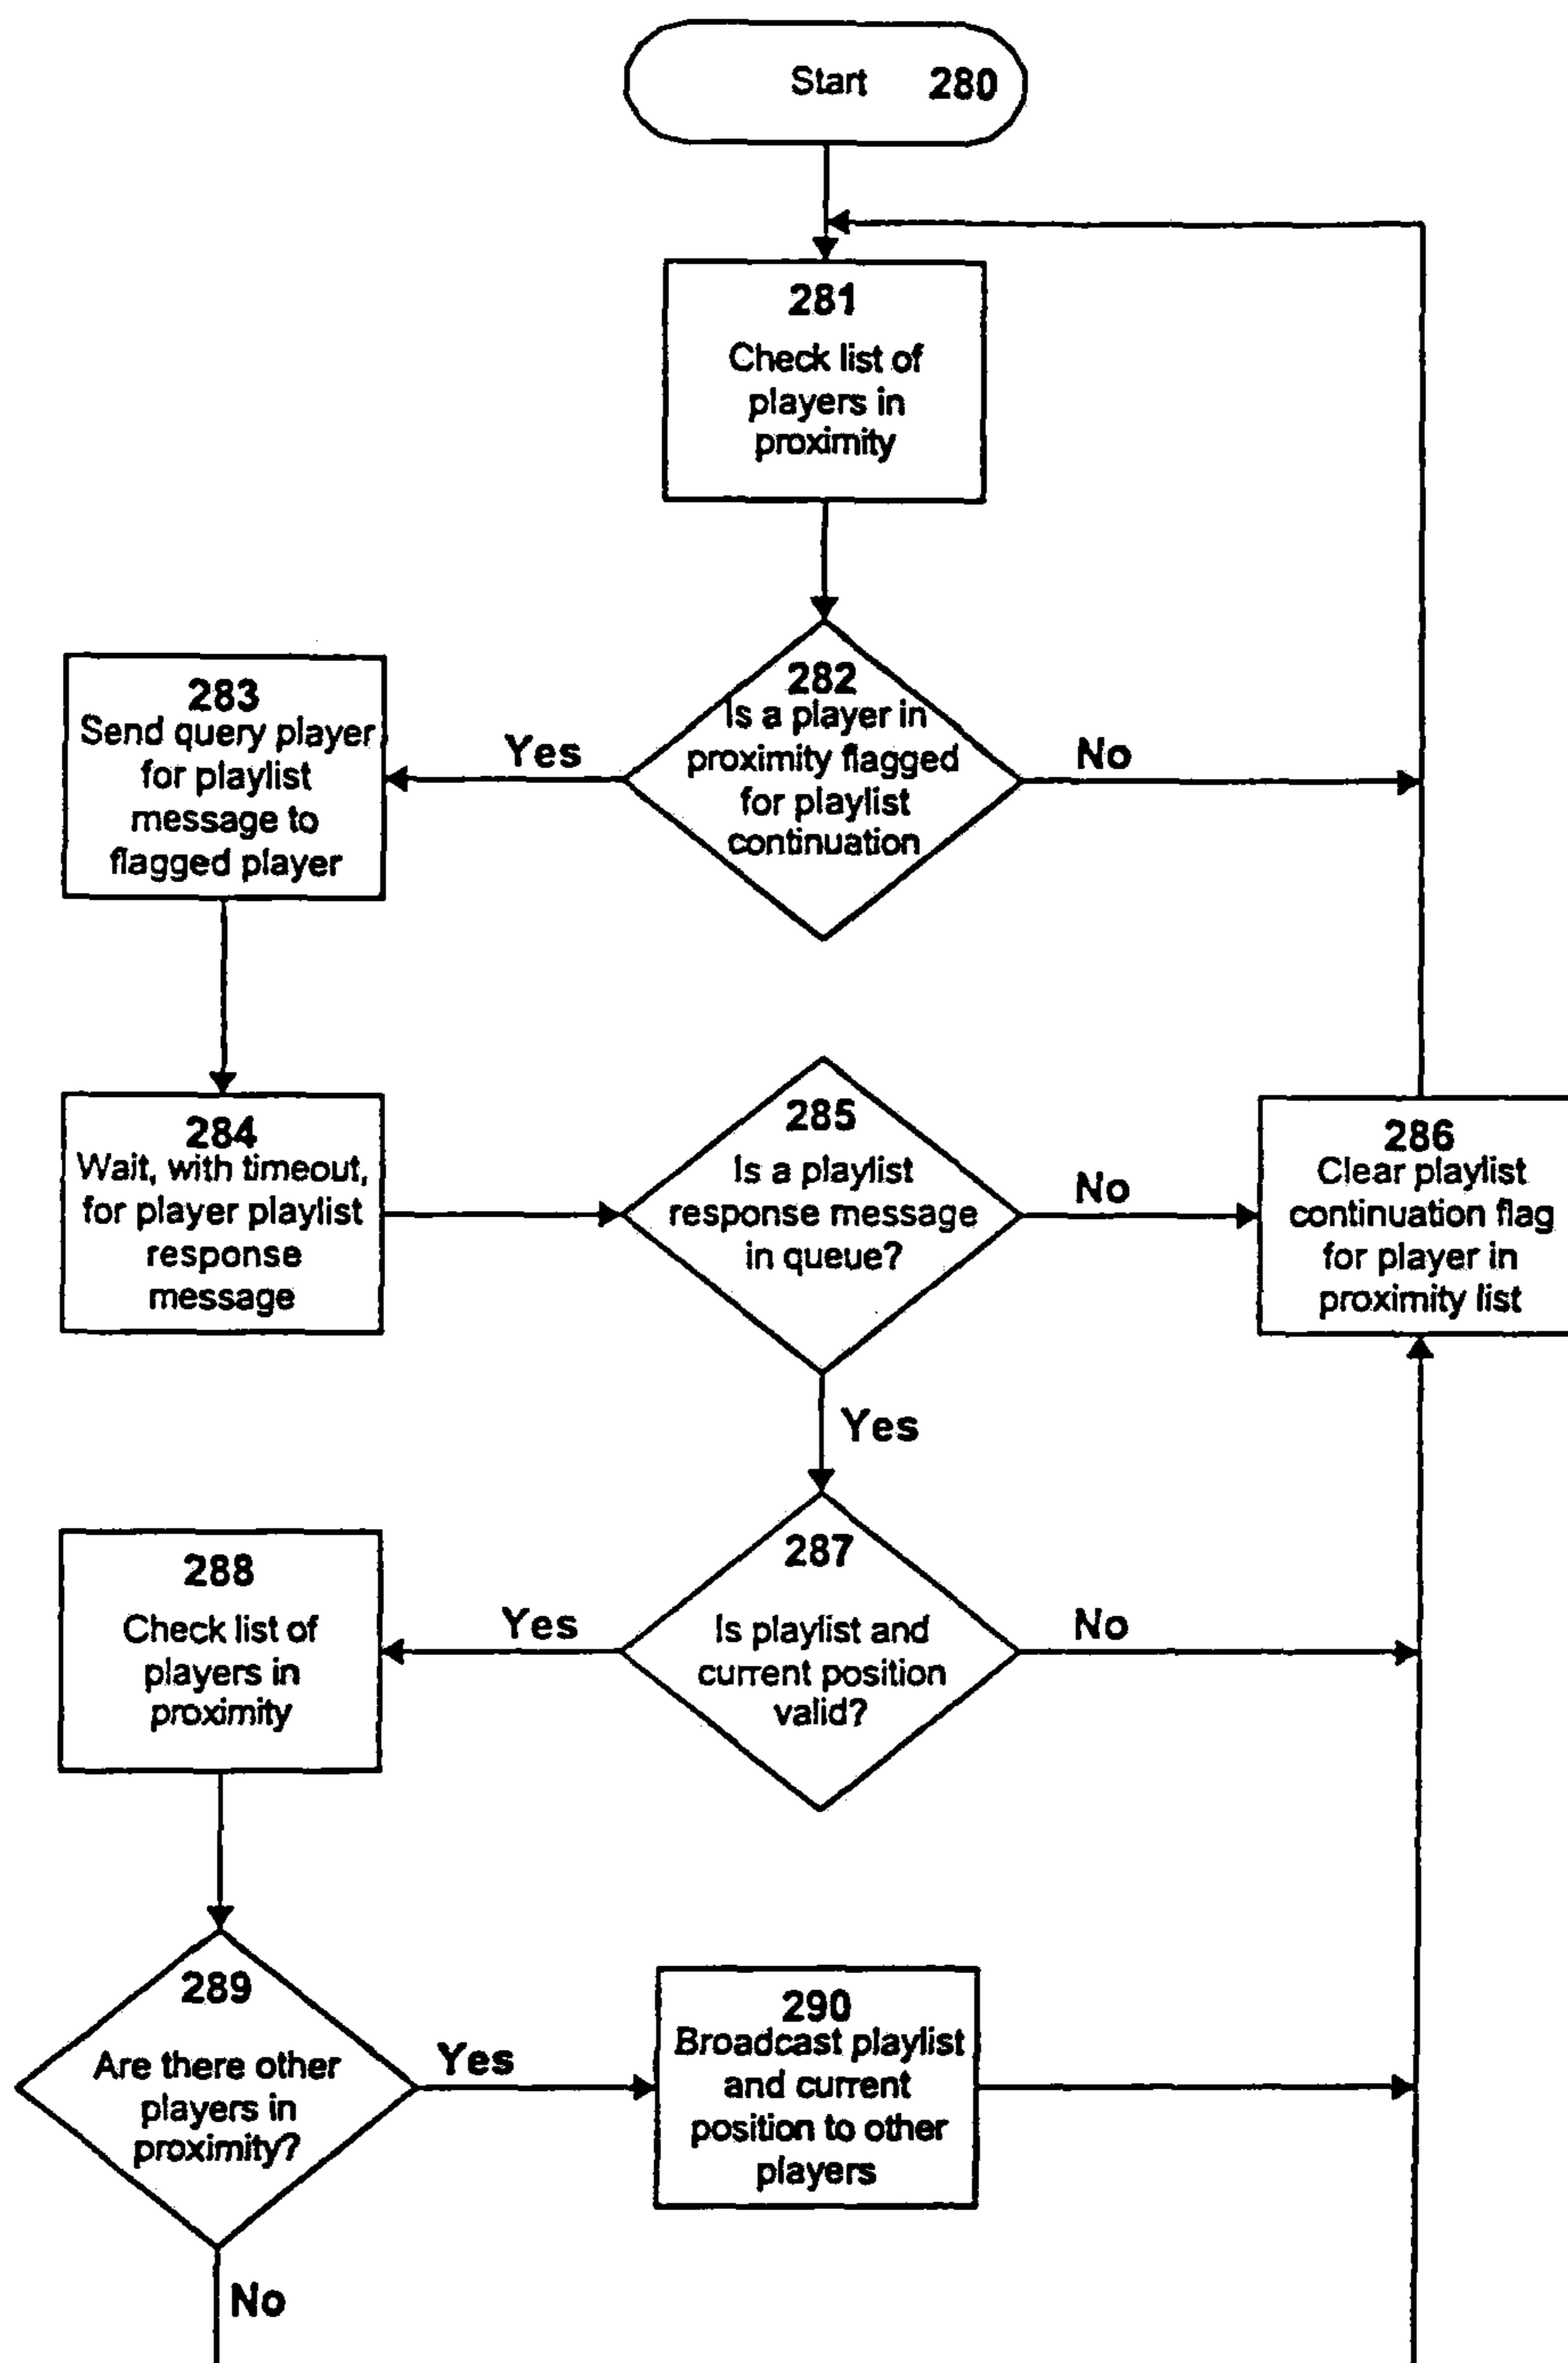 Start 280
281
Check list of
players in
proximity
282
Is a player in
proximity flagged
for playlist
continuation
Yes
No
283
Send query player
for playlist
message to
flagged player
284
Wait, with timeout,
for player playlist
response
message
285
Is a playlist
response message
in queue?
No
Yes
286
Clear playlist
continuation flag
for player in
proximity list
287
Is playlist and
current position
valid?
Yes
No
288
Check list of
players in
proximity
289
Are there other
players in
proximity?
Yes
No
290
Broadcast playlist
and current
position to other
players